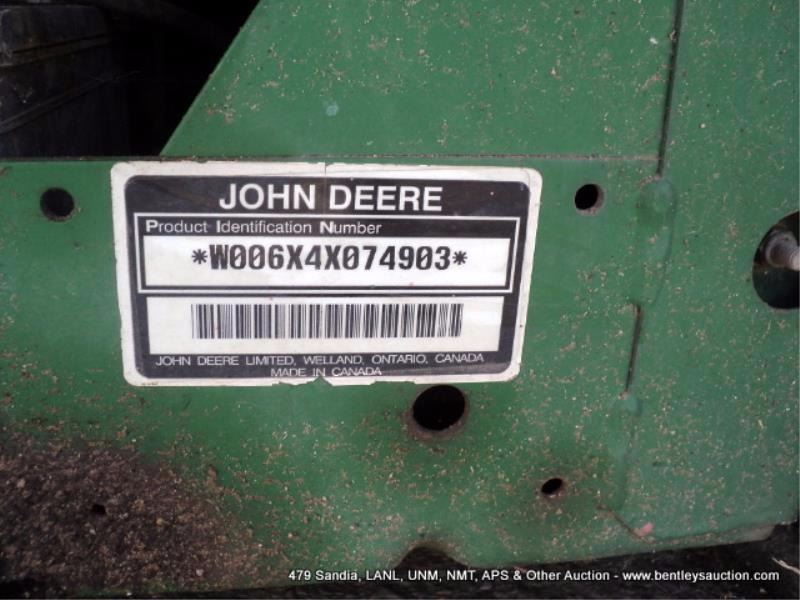 JOHN DEERE
Product Identification Number
*W006X4X074903*
JOHN DEERE LIMITED, WELLAND, ONTARIO, CANADA
MADE IN CANADA
479 Sandia, LANL, UNM, NMT, APS & Other Auction - www.bentleysauction.com